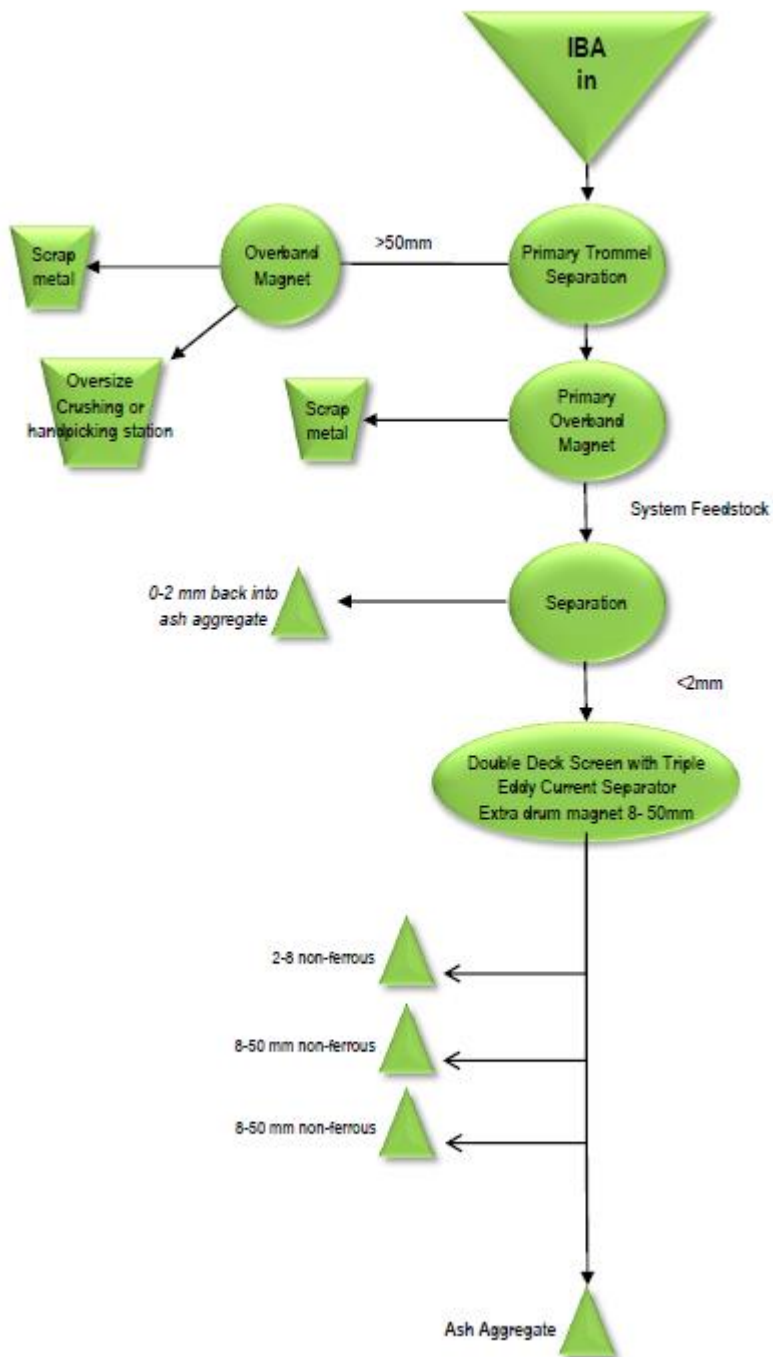 IBA
in
Primary Trommel
Separation
>50mm
Overband
Magnet
Scrap
metal
Oversize
Crushing or
handpicking station
Primary
Overband
Magnet
Scrap
metal
System Feedstock
Separation
0-2 mm back into
ash aggregate
<2mm
Double Deck Screen with Triple
Eddy Current Separator
Extra drum magnet 8- 50mm
2-8 non-ferrous
8-50 mm non-ferrous
8-50 mm non-ferrous
Ash Aggregate